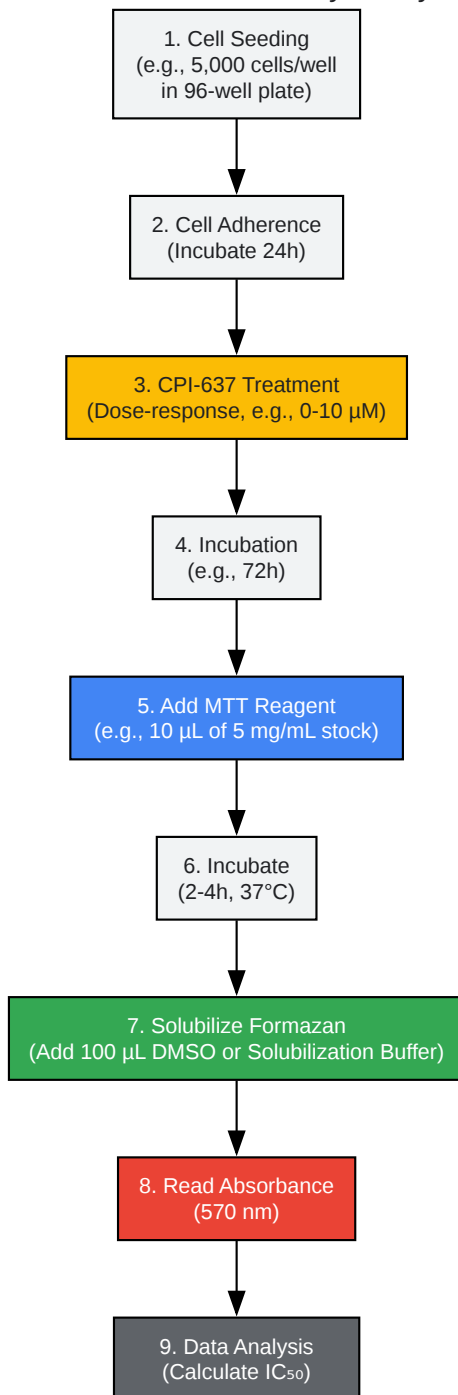 1. Cell Seeding
(e.g., 5,000 cells/well
in 96-well plate)
2. Cell Adherence
(Incubate 24h)
3. CPI-637 Treatment
(Dose-response, e.g., 0-10 µM)
4. Incubation
(e.g., 72h)
5. Add MTT Reagent
(e.g., 10 µL of 5 mg/mL stock)
6. Incubate
(2-4h, 37°C)
7. Solubilize Formazan
(Add 100 µL DMSO or Solubilization Buffer)
8. Read Absorbance
(570 nm)
9. Data Analysis
(Calculate IC₅₀)